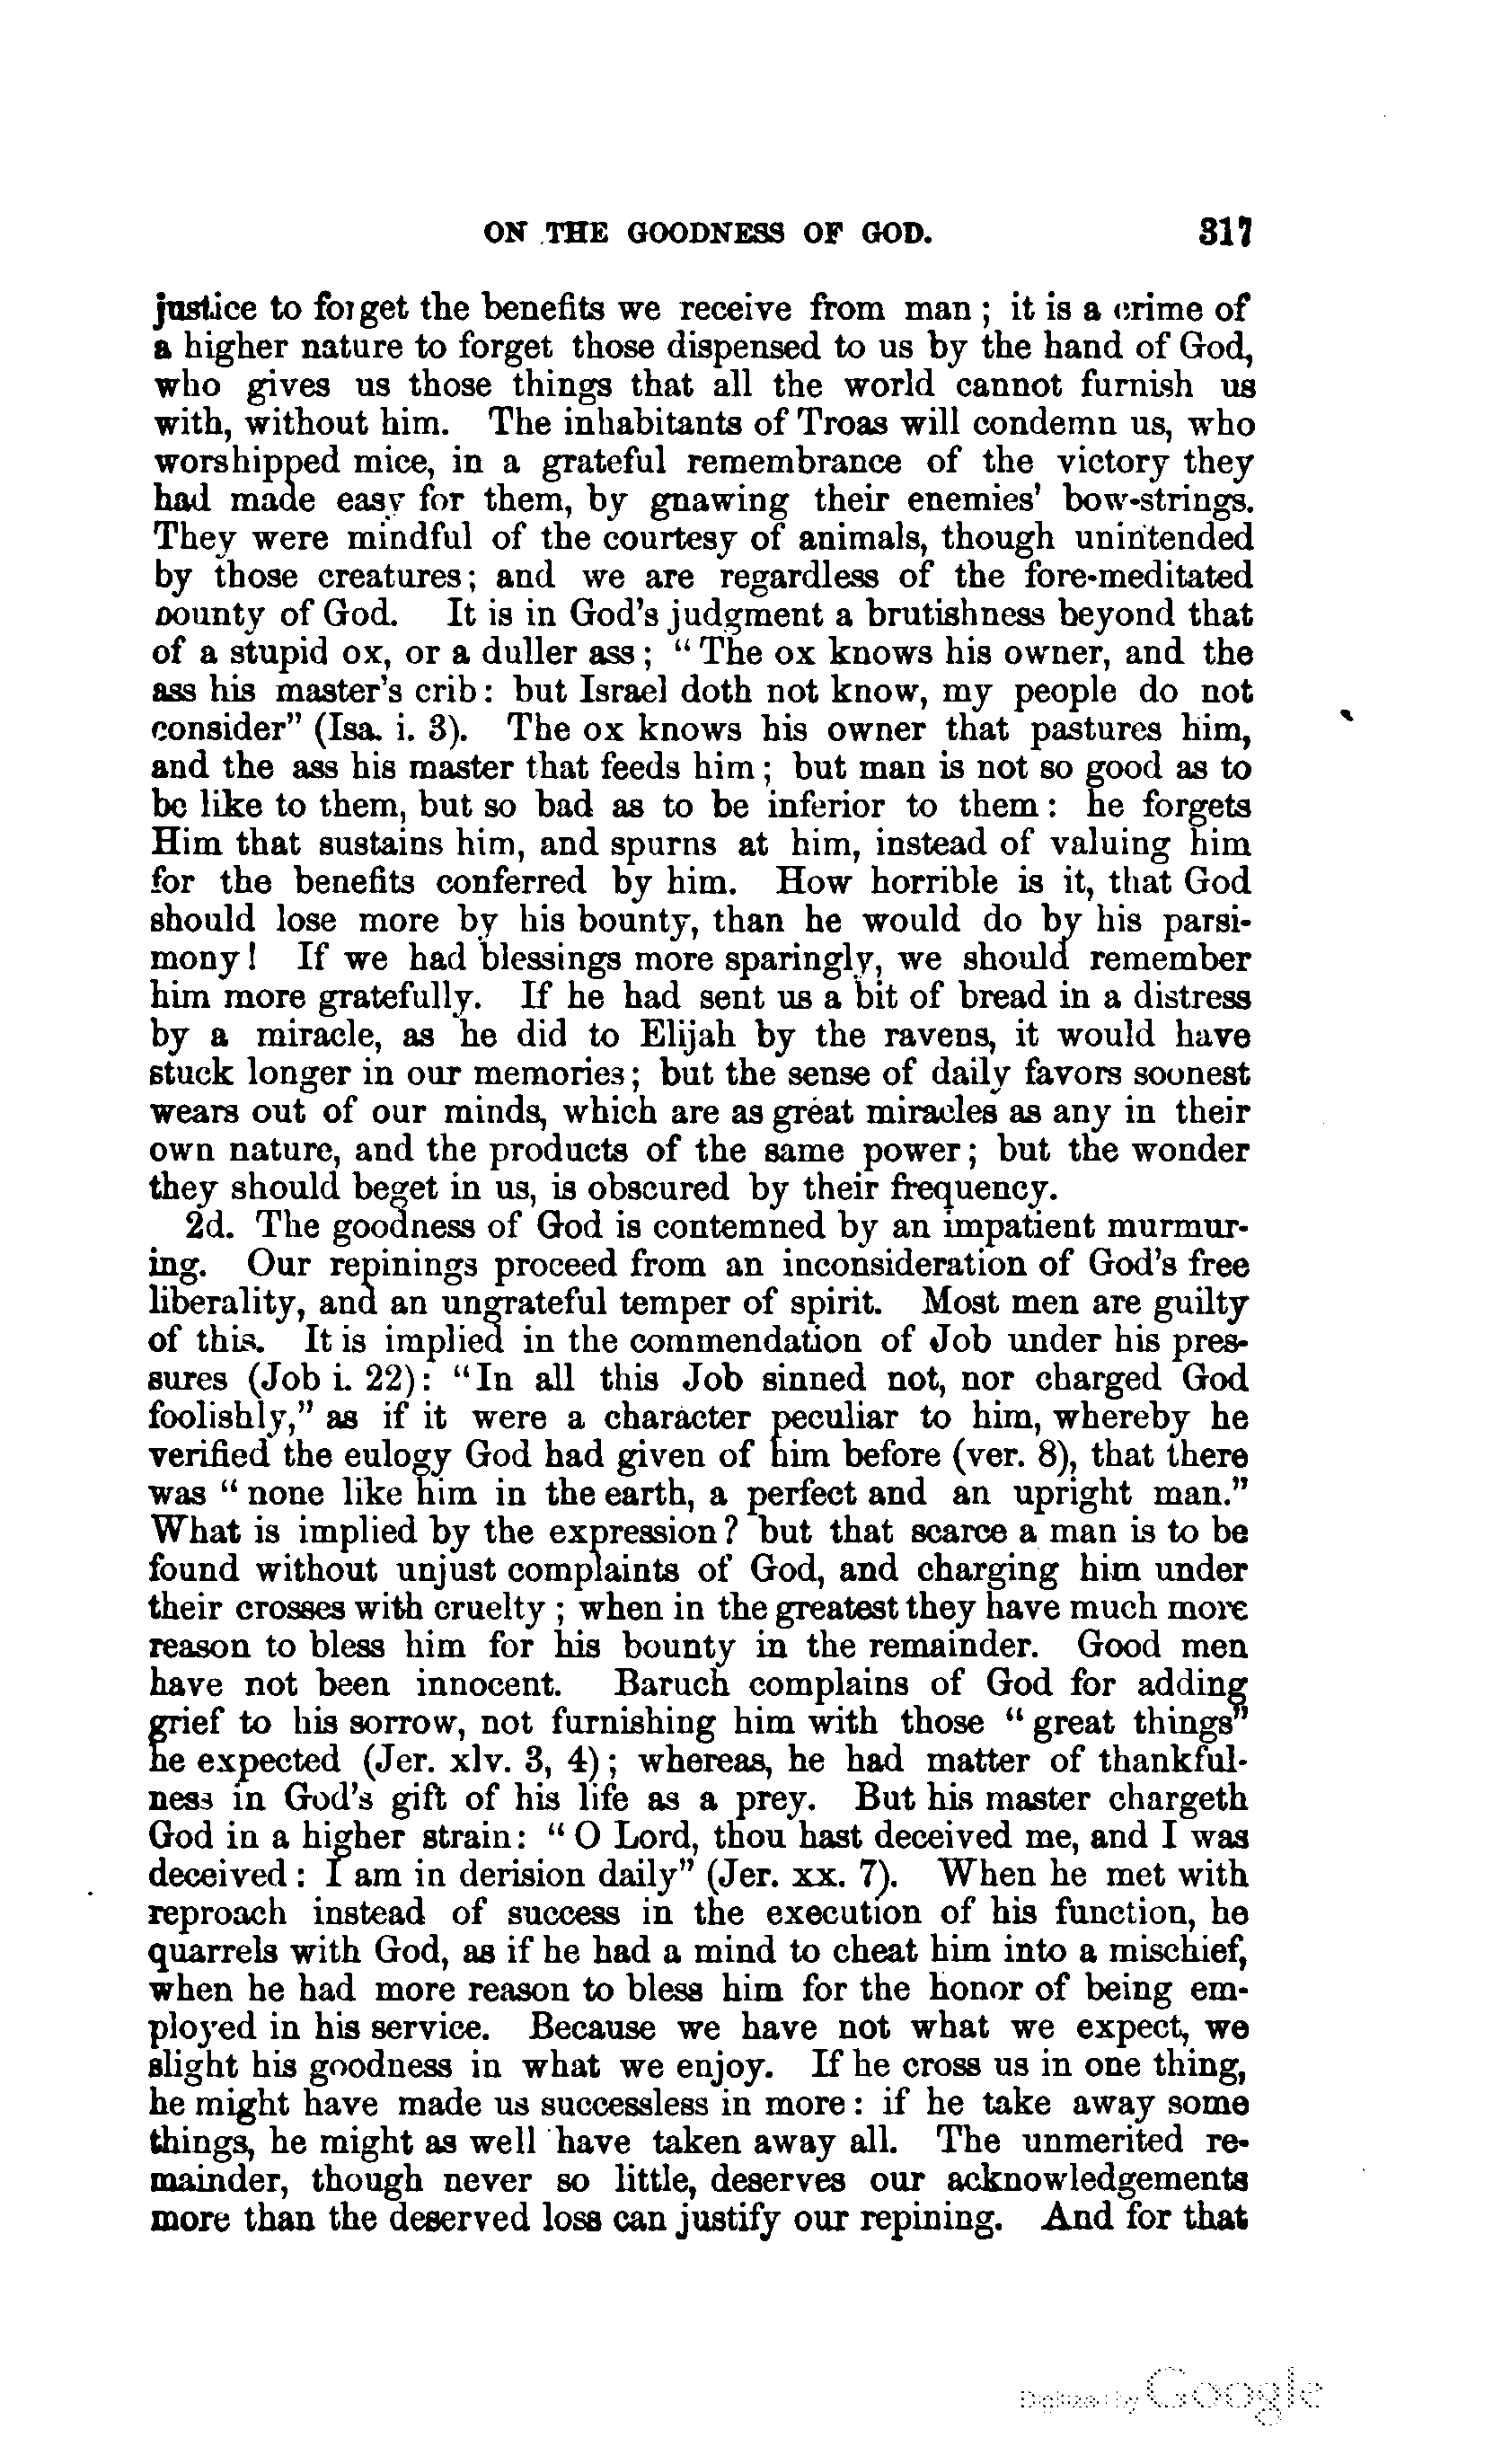 ON THE GOODNESS OF GOD. 317
justice to forget the benefits we receive from man ; it is a crime of
a higher nature to forget those dispensed to us by the hand of God,
who gives us those things that all the world cannot furnish us
with, without him. The inhabitants of Troas will condemn us, who
worshipped mice, in a grateful remembrance of the victory they
had made easy for them, by gnawing their enemies' bow-strings.
They were mindful of the courtesy of animals, though unintended
by those creatures; and we are regardless of the fore-meditated
bounty of God. It is in God's judgment a brutishness beyond that
of a stupid ox, or a duller ass ; “ The ox knows his owner, and the
ass his master's crib: but Israel doth not know, my people do not
consider” (Isa. i. 3). The ox knows his owner that pastures him,
and the ass his master that feeds him ; but man is not so good as to
be like to them, but so bad as to be inferior to them : he forgets
Him that sustains him, and spurns at him, instead of valuing him
for the benefits conferred by him. How horrible is it, that God
should lose more by his bounty, than he would do by his parsi-
mony! If we had blessings more sparingly, we should remember
him more gratefully. If he had sent us a bit of bread in a distress
by a miracle, as he did to Elijah by the ravens, it would have
stuck longer in our memories; but the sense of daily favors soonest
wears out of our minds, which are as great miracles as any in their
own nature, and the products of the same power; but the wonder
they should beget in us, is obscured by their frequency.
2d. The goodness of God is contemned by an impatient murmur-
ing. Our repinings proceed from an inconsideration of God's free
liberality, and an ungrateful temper of spirit. Most men are guilty
of this. It is implied in the commendation of Job under his pres-
sures (Job i. 22): “In all this Job sinned not, nor charged God
foolishly,” as if it were a character peculiar to him, whereby he
verified the eulogy God had given of him before (ver. 8), that there
was “ none like him in the earth, a perfect and an upright man.”
What is implied by the expression? but that scarce a man is to be
found without unjust complaints of God, and charging him under
their crosses with cruelty ; when in the greatest they have much more
reason to bless him for his bounty in the remainder. Good men
have not been innocent. Baruch complains of God for adding
grief to his sorrow, not furnishing him with those “ great things”
he expected (Jer. xlv. 3, 4); whereas, he had matter of thankful-
ness in God's gift of his life as a prey. But his master chargeth
God in a higher strain: “ O Lord, thou hast deceived me, and I was
deceived : I am in derision daily” (Jer. xx. 7). When he met with
reproach instead of success in the execution of his function, he
quarrels with God, as if he had a mind to cheat him into a mischief,
when he had more reason to bless him for the honor of being em-
ployed in his service. Because we have not what we expect, we
slight his goodness in what we enjoy. If he cross us in one thing,
he might have made us successless in more : if he take away some
things, he might as well have taken away all. The unmerited re-
mainder, though never so little, deserves our acknowledgements
more than the deserved loss can justify our repining. And for that
Digitized by Google